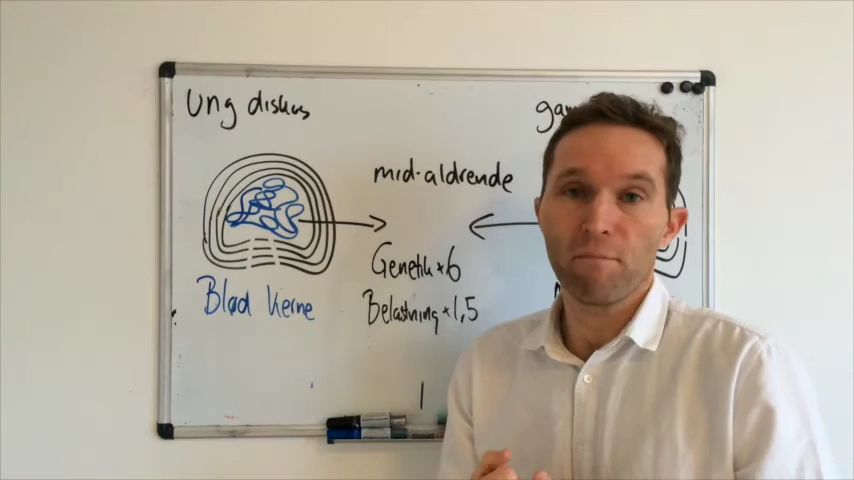 Ung diskus
mid-aldrende
Genetik x 6
Blød Kerne
Belastning x 1,5